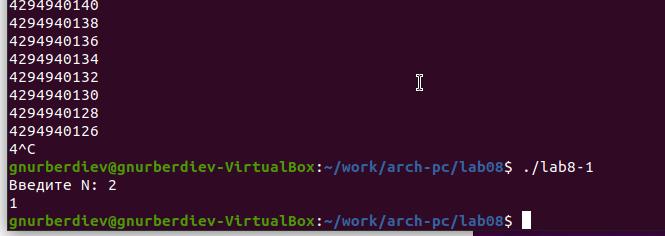 4294940140
4294940138
4294940136
4294940134
4294940132
4294940130
4294940128
4294940126
4^C
gnurberdiev@gnurberdiev-VirtualBox:~/work/arch-pc/lab08$ ./lab8-1
Введите N: 2
1
gnurberdiev@gnurberdiev-VirtualBox:~/work/arch-pc/lab08$